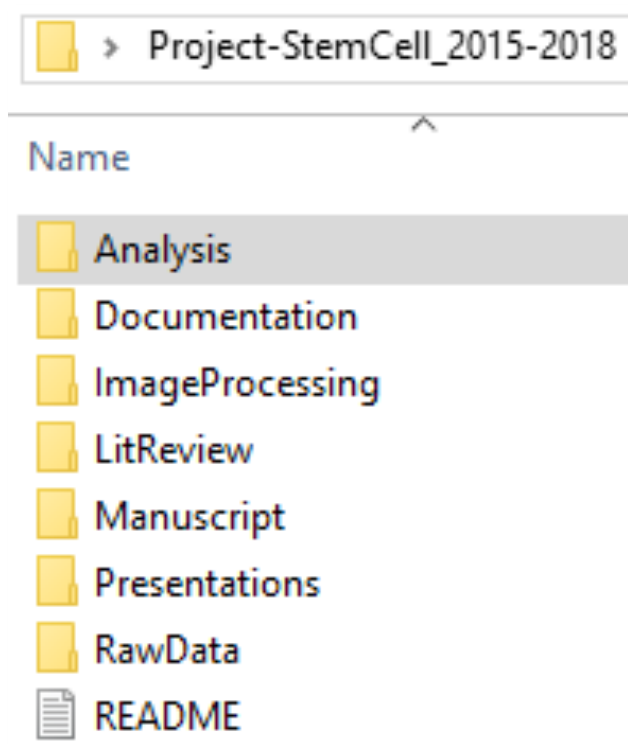 Project-StemCell_2015-2018
Name
Analysis
Documentation
ImageProcessing
LitReview
Manuscript
Presentations
RawData
README